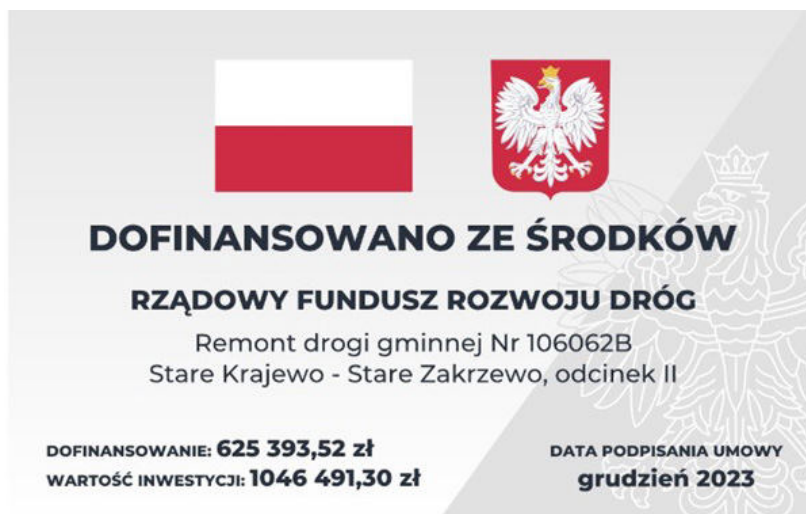 DOFINANSOWANO ZE ŚRODKÓW
RZĄDOWY FUNDUSZ ROZWOJU DRÓG
Remont drogi gminnej Nr 106062B
Stare Krajewo - Stare Zakrzewo, odcinek II
DOFINANSOWANIE: 625 393,52 zł
WARTOŚĆ INWESTYCJI: 1046 491,30 zł
DATA PODPISANIA UMOWY
grudzień 2023